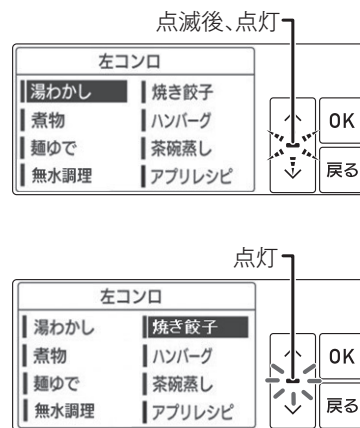 点滅後、点灯
左コンロ
湯わかし 焼き餃子
煮物 ハンバーグ
麺ゆで 茶碗蒸し
無水調理 アプリレシピ
OK
戻る
点灯
左コンロ
湯わかし 焼き餃子
煮物 ハンバーグ
麺ゆで 茶碗蒸し
無水調理 アプリレシピ
OK
戻る